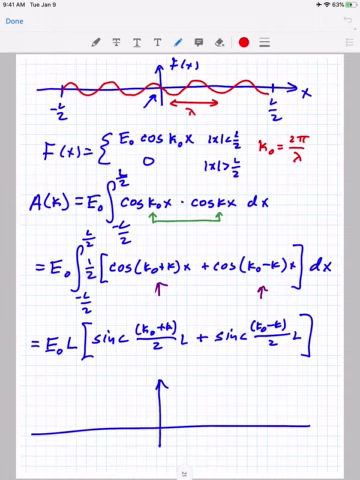 9:41 AM Tue Jan 9
Done
F(x)
-L/2 λ L/2 x
F(x) = { E₀ cos k₀x |x|<L/2
0 |x|>L/2
k₀ = 2π/λ
A(k) = E₀ ∫_{-L/2}^{L/2} cos k₀x · cos kx dx
= E₀ ∫_{-L/2}^{L/2} 1/2 [cos(k₀+k)x + cos(k₀-k)x] dx
= E₀ L [sinc (k₀+k)/2 L + sinc (k₀-k)/2 L]